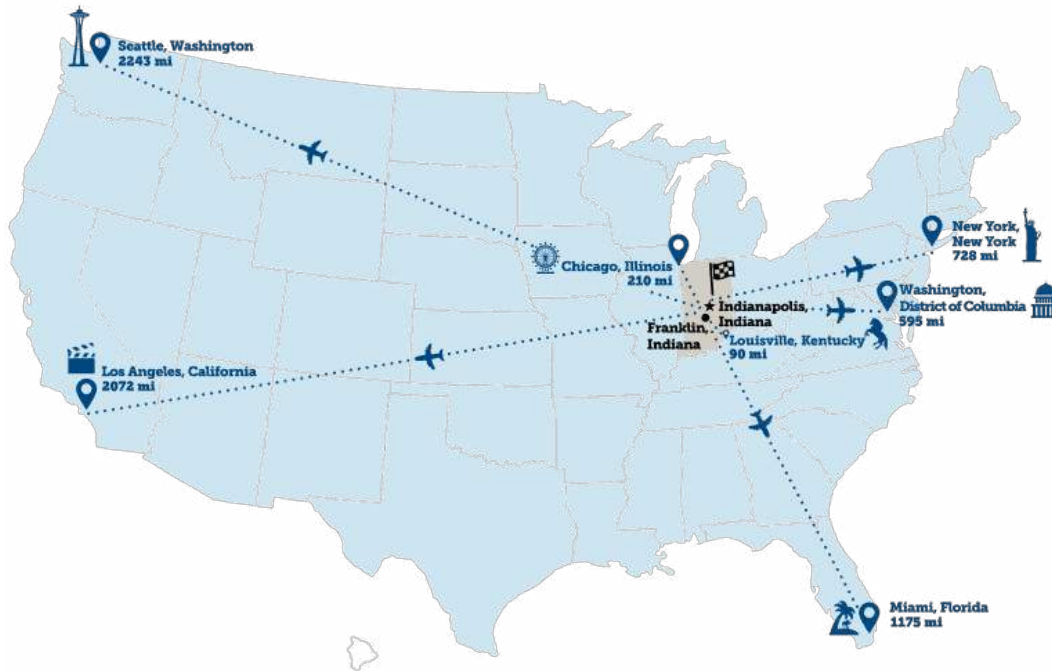 Seattle, Washington
2243 mi
New York,
New York
728 mi
Chicago, Illinois
210 mi
Washington,
District of Columbia
595 mi
Indianapolis,
Indiana
Franklin,
Indiana
Louisville, Kentucky
90 mi
Los Angeles, California
2072 mi
Miami, Florida
1175 mi